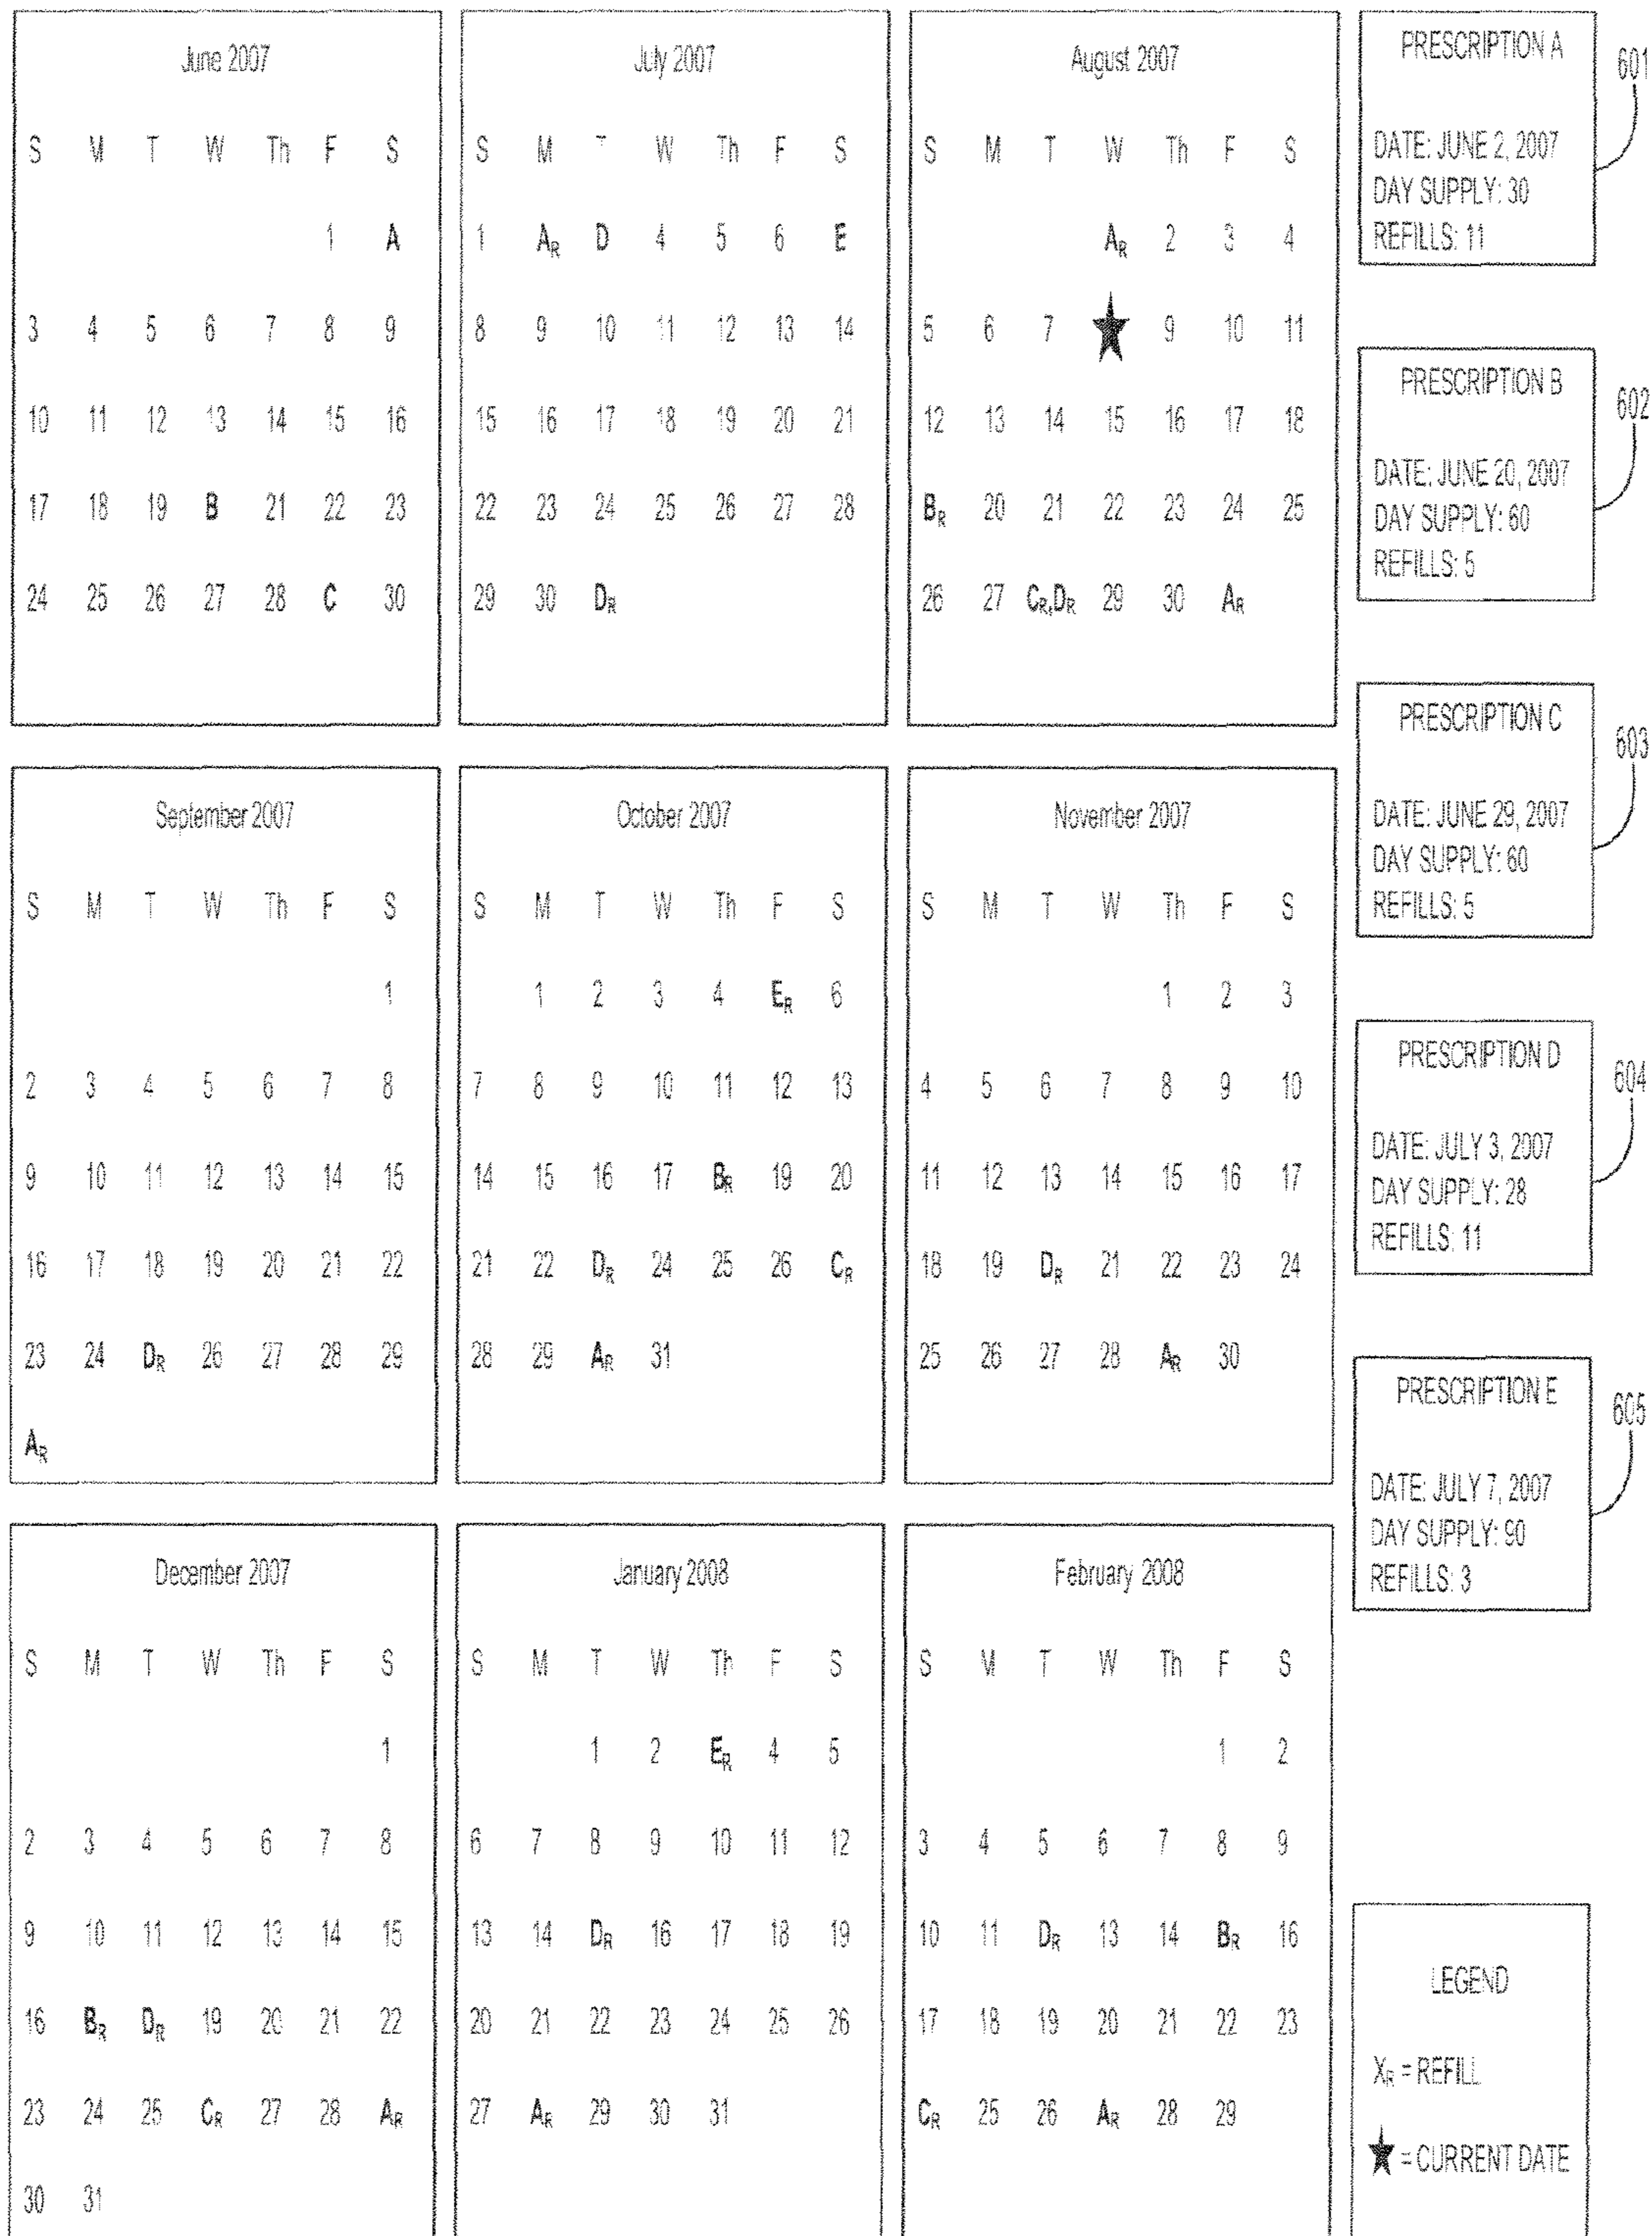 June 2007
S M T W Th F S
1 A
3 4 5 6 7 8 9
10 11 12 13 14 15 16
17 18 19 B 21 22 23
24 25 26 27 28 C 30
July 2007
S M T W Th F S
1 AR D 4 5 6 E
8 9 10 11 12 13 14
15 16 17 18 19 20 21
22 23 24 25 26 27 28
29 30 DR
August 2007
S M T W Th F S
AR 2 3 4
5 6 7 ★ 9 10 11
12 13 14 15 16 17 18
BR 20 21 22 23 24 25
26 27 CR,DR 29 30 AR
PRESCRIPTION A
DATE: JUNE 2, 2007
DAY SUPPLY: 30
REFILLS: 11
601
PRESCRIPTION B
DATE: JUNE 20, 2007
DAY SUPPLY: 60
REFILLS: 5
602
PRESCRIPTION C
DATE: JUNE 29, 2007
DAY SUPPLY: 60
REFILLS: 5
603
September 2007
S M T W Th F S
1
2 3 4 5 6 7 8
9 10 11 12 13 14 15
16 17 18 19 20 21 22
23 24 DR 26 27 28 29
AR
October 2007
S M T W Th F S
1 2 3 4 ER 6
7 8 9 10 11 12 13
14 15 16 17 BR 19 20
21 22 DR 24 25 26 CR
28 29 AR 31
November 2007
S M T W Th F S
1 2 3
4 5 6 7 8 9 10
11 12 13 14 15 16 17
18 19 DR 21 22 23 24
25 26 27 28 AR 30
PRESCRIPTION D
DATE: JULY 3, 2007
DAY SUPPLY: 28
REFILLS: 11
604
PRESCRIPTION E
DATE: JULY 7, 2007
DAY SUPPLY: 90
REFILLS: 3
605
December 2007
S M T W Th F S
1
2 3 4 5 6 7 8
9 10 11 12 13 14 15
16 BR DR 19 20 21 22
23 24 25 CR 27 28 AR
30 31
January 2008
S M T W Th F S
1 2 ER 4 5
6 7 8 9 10 11 12
13 14 DR 16 17 18 19
20 21 22 23 24 25 26
27 AR 29 30 31
February 2008
S M T W Th F S
1 2
3 4 5 6 7 8 9
10 11 DR 13 14 BR 16
17 18 19 20 21 22 23
CR 25 26 AR 28 29
LEGEND
XR = REFILL
★ = CURRENT DATE